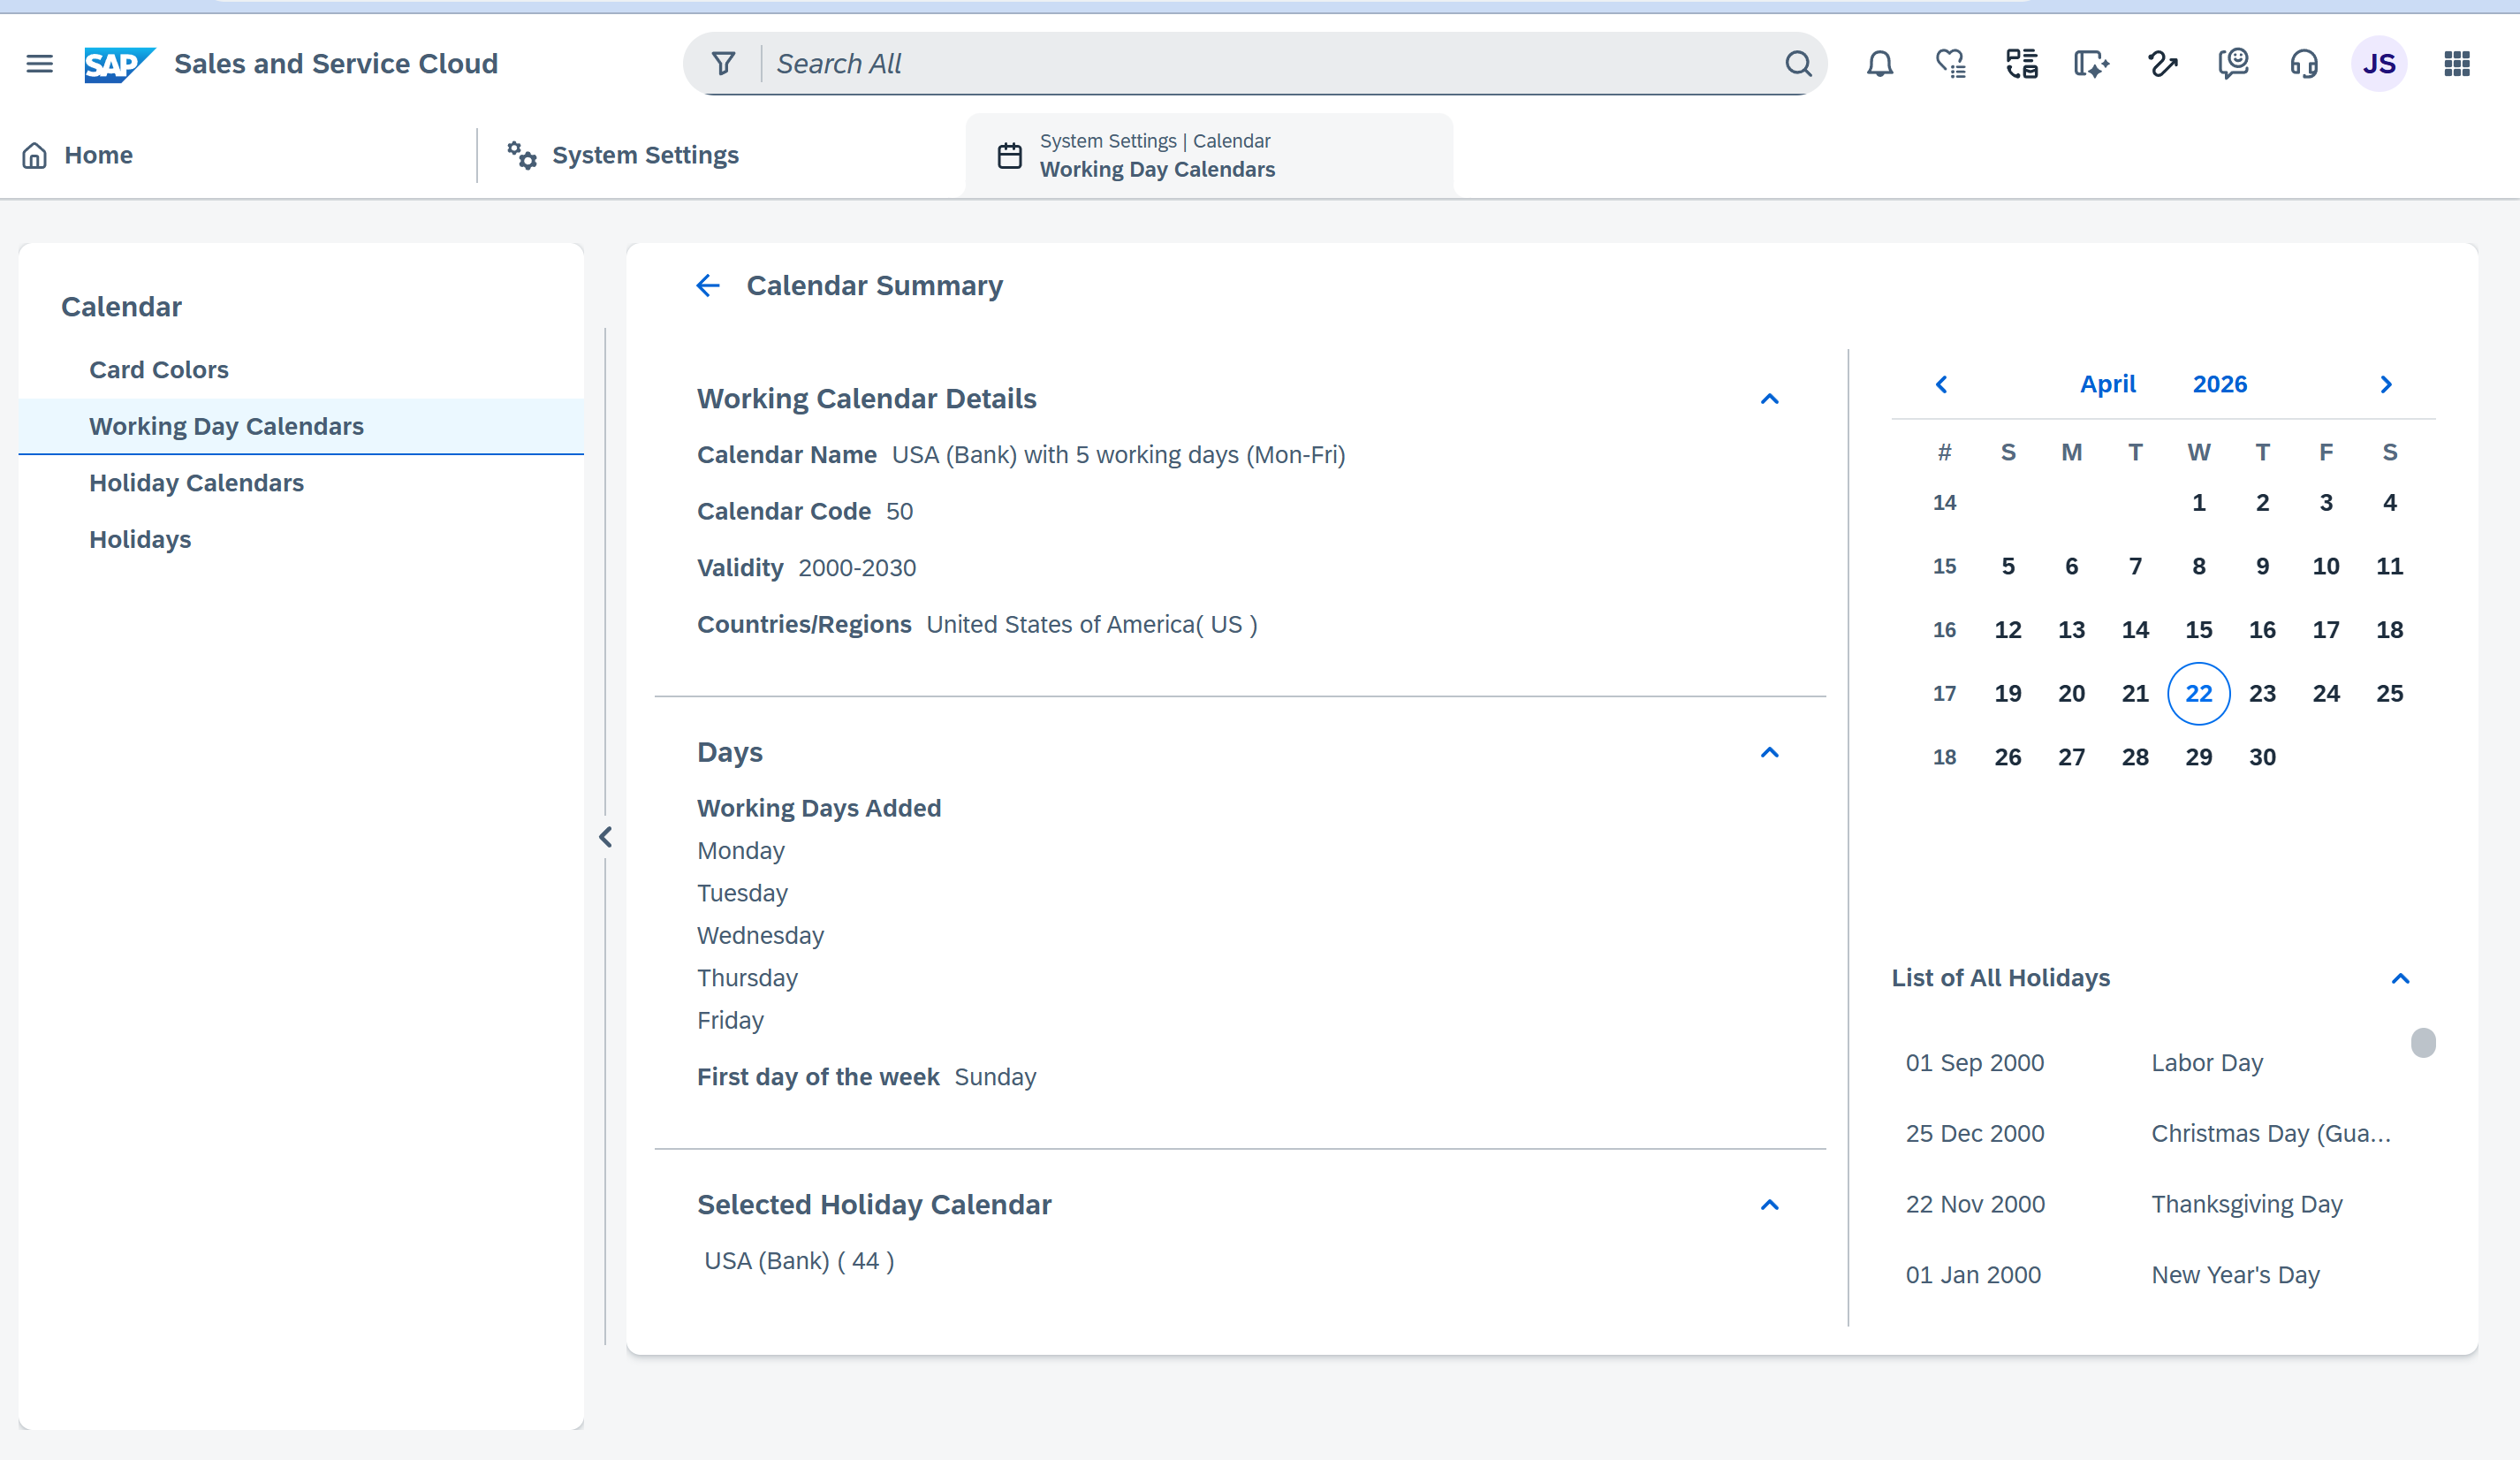 SAP Sales and Service Cloud
Search All
JS
Home
System Settings
System Settings | Calendar
Working Day Calendars
Calendar
Card Colors
Working Day Calendars
Holiday Calendars
Holidays
Calendar Summary
Working Calendar Details
Calendar Name USA (Bank) with 5 working days (Mon-Fri)
Calendar Code 50
Validity 2000-2030
Countries/Regions United States of America( US )
Days
Working Days Added
Monday
Tuesday
Wednesday
Thursday
Friday
First day of the week Sunday
Selected Holiday Calendar
USA (Bank) ( 44 )
April 2026
# S M T W T F S
14 1 2 3 4
15 5 6 7 8 9 10 11
16 12 13 14 15 16 17 18
17 19 20 21 22 23 24 25
18 26 27 28 29 30
List of All Holidays
01 Sep 2000 Labor Day
25 Dec 2000 Christmas Day (Gua...
22 Nov 2000 Thanksgiving Day
01 Jan 2000 New Year's Day